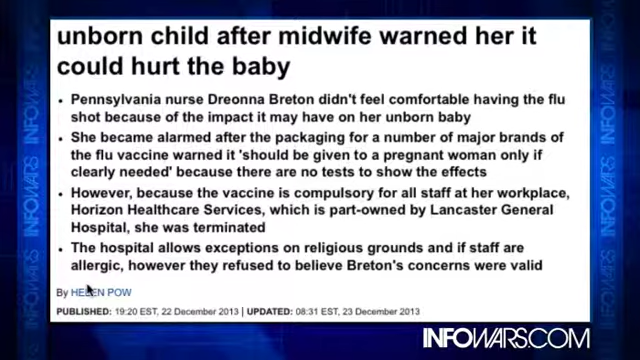 unborn child after midwife warned her it
could hurt the baby
• Pennsylvania nurse Dreonna Breton didn't feel comfortable having the flu
shot because of the impact it may have on her unborn baby
• She became alarmed after the packaging for a number of major brands of
the flu vaccine warned it 'should be given to a pregnant woman only if
clearly needed' because there are no tests to show the effects
• However, because the vaccine is compulsory for all staff at her workplace,
Horizon Healthcare Services, which is part-owned by Lancaster General
Hospital, she was terminated
• The hospital allows exceptions on religious grounds and if staff are
allergic, however they refused to believe Breton's concerns were valid
By HELEN POW
PUBLISHED: 19:20 EST, 22 December 2013 | UPDATED: 08:31 EST, 23 December 2013
INFOWARS.COM
INFOWARS
INFOWARS
INFOWARS
INFOWARS